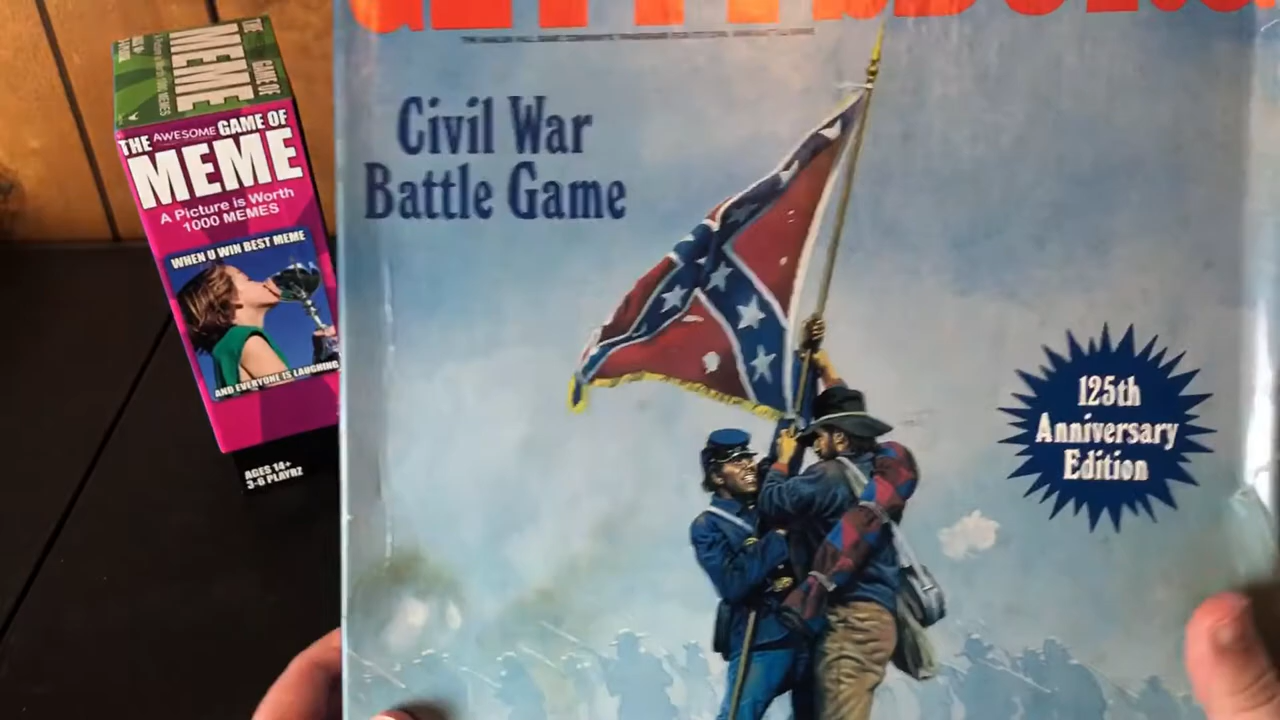 THE
MEME
GAME OF
THE AWESOME GAME OF
MEME
A Picture is Worth
1000 MEMES
WHEN U WIN BEST MEME
AND EVERYONE IS LAUGHING
AGES 14+
3-6 PLAYRZ
Civil War
Battle Game
125th
Anniversary
Edition